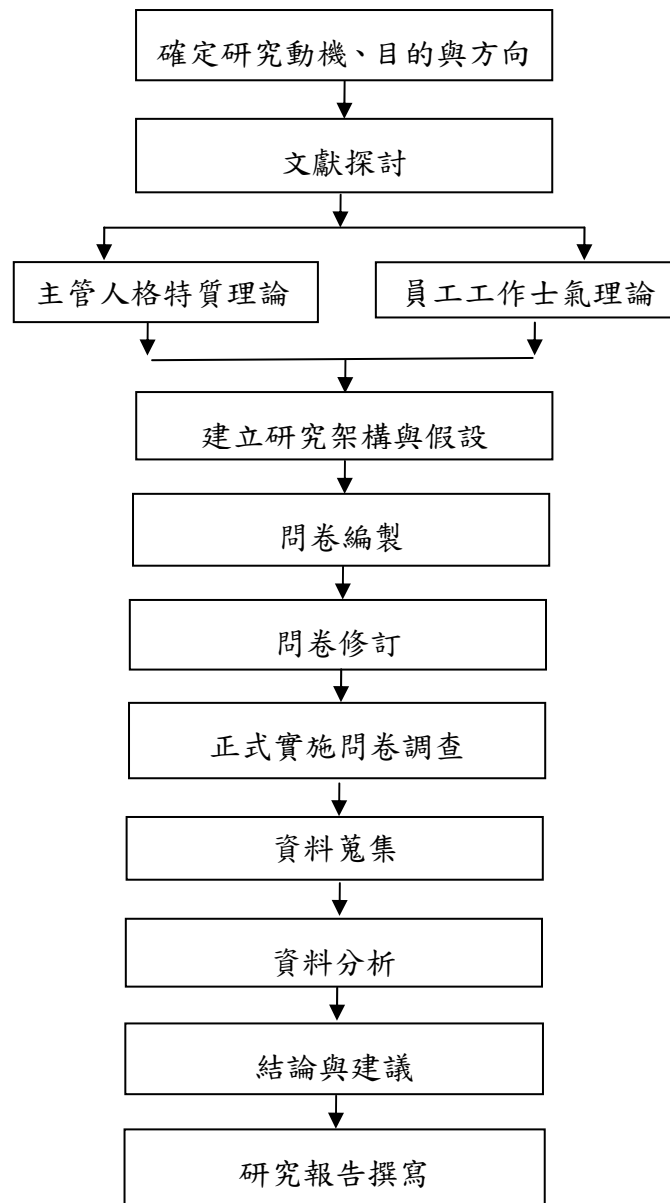 確定研究動機、目的與方向
文獻探討
主管人格特質理論
員工工作士氣理論
建立研究架構與假設
問卷編製
問卷修訂
正式實施問卷調查
資料蒐集
資料分析
結論與建議
研究報告撰寫